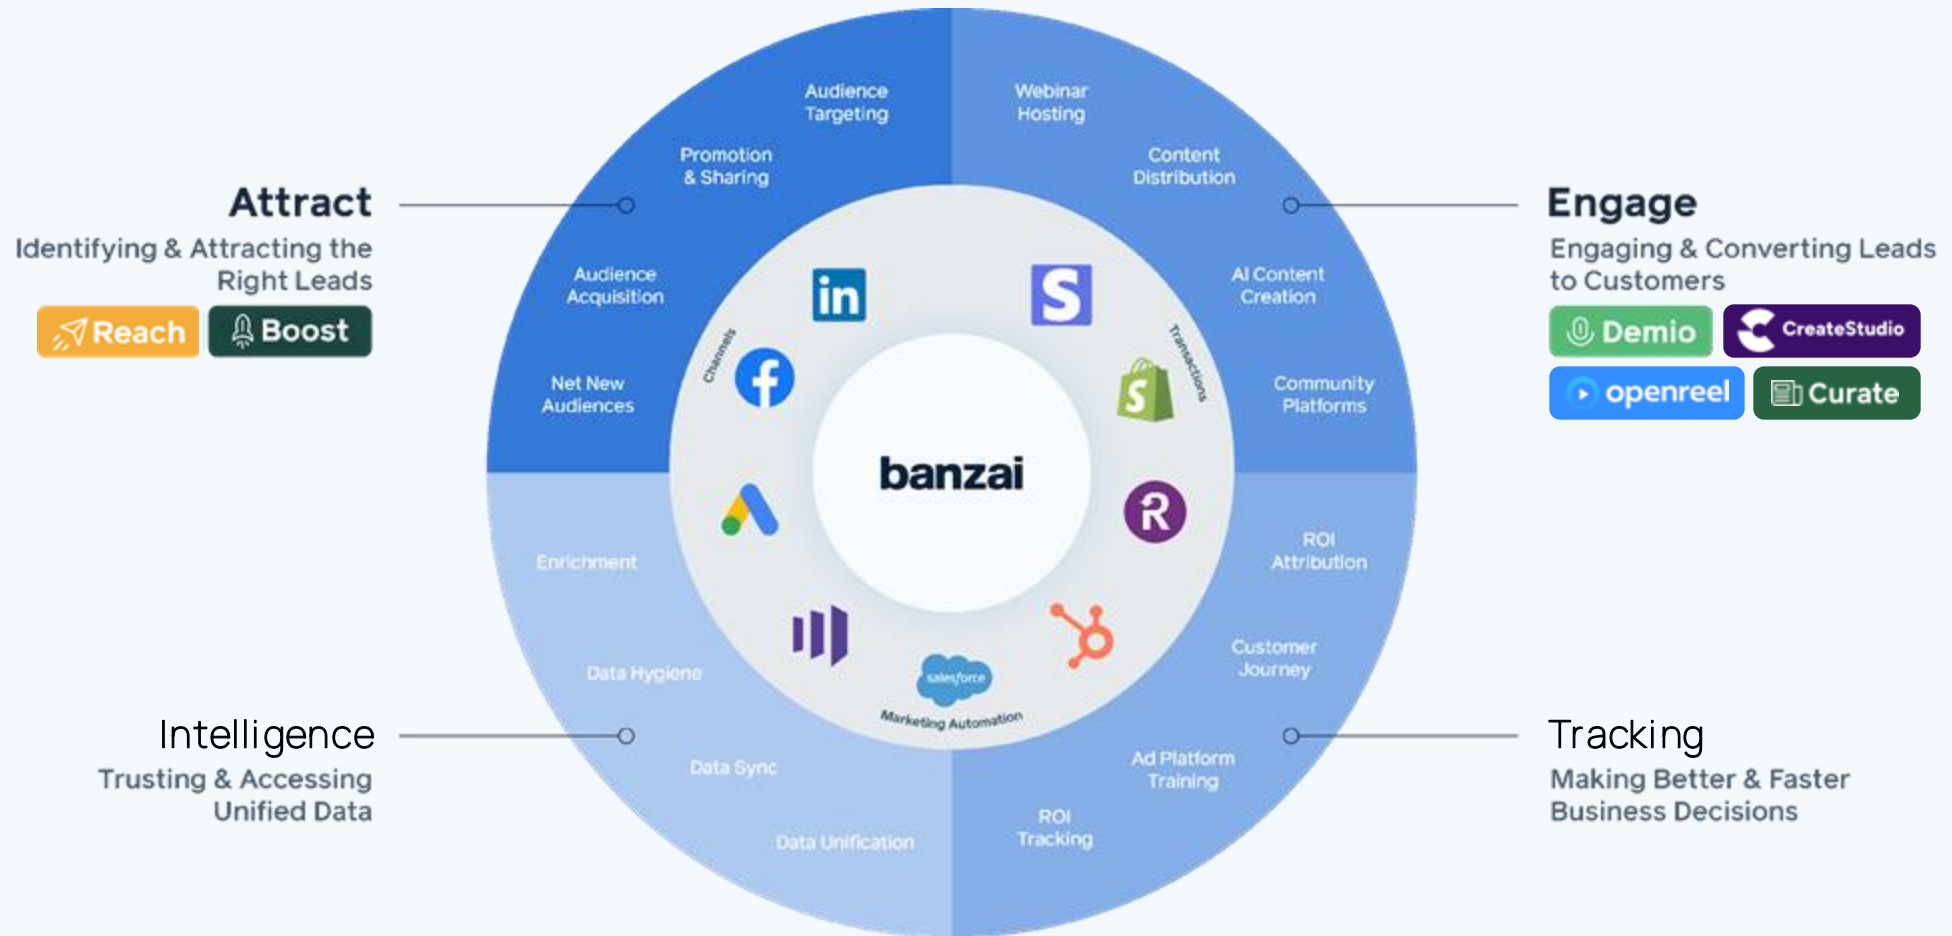 Attract
Identifying & Attracting the
Right Leads
Reach
Boost
Audience
Targeting
Promotion
& Sharing
Audience
Acquisition
Net New
Audiences
Webinar
Hosting
Content
Distribution
AI Content
Creation
Community
Platforms
Engage
Engaging & Converting Leads
to Customers
Demio
CreateStudio
openreel
Curate
Channels
in
f
S
S
Transactions
banzai
R
salesforce
Marketing Automation
Enrichment
Data Hygiene
Data Sync
Data Unification
ROI
Attribution
Customer
Journey
Ad Platform
Training
ROI
Tracking
Intelligence
Trusting & Accessing
Unified Data
Tracking
Making Better & Faster
Business Decisions